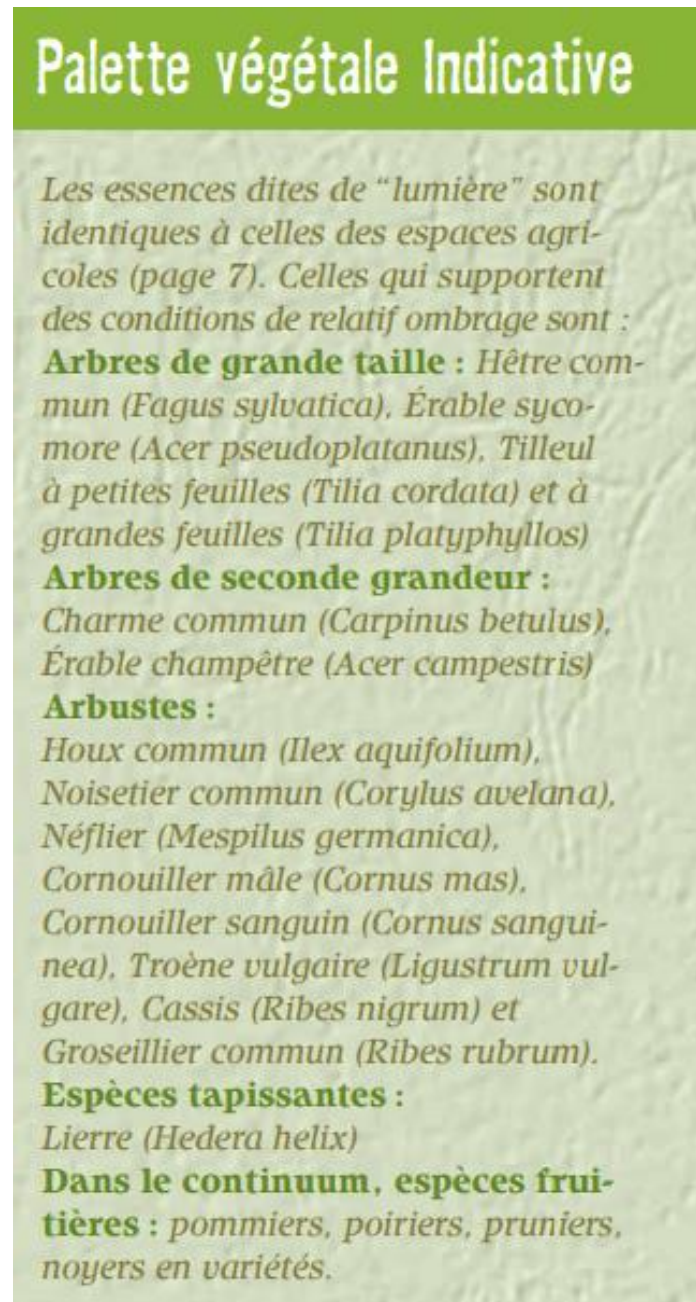 Palette végétale Indicative
Les essences dites de "lumière" sont
identiques à celles des espaces agri-
coles (page 7). Celles qui supportent
des conditions de relatif ombrage sont :
Arbres de grande taille : Hêtre com-
mun (Fagus sylvatica), Érable syco-
more (Acer pseudoplatanus), Tilleul
à petites feuilles (Tilia cordata) et à
grandes feuilles (Tilia platyphyllos)
Arbres de seconde grandeur :
Charme commun (Carpinus betulus),
Érable champêtre (Acer campestris)
Arbustes :
Houx commun (Ilex aquifolium),
Noisetier commun (Corylus avelana),
Néflier (Mespilus germanica),
Cornouiller mâle (Cornus mas),
Cornouiller sanguin (Cornus sangui-
nea), Troène vulgaire (Ligustrum vul-
gare), Cassis (Ribes nigrum) et
Groseillier commun (Ribes rubrum).
Espèces tapissantes :
Lierre (Hedera helix)
Dans le continuum, espèces frui-
tières : pommiers, poiriers, pruniers,
noyers en variétés.